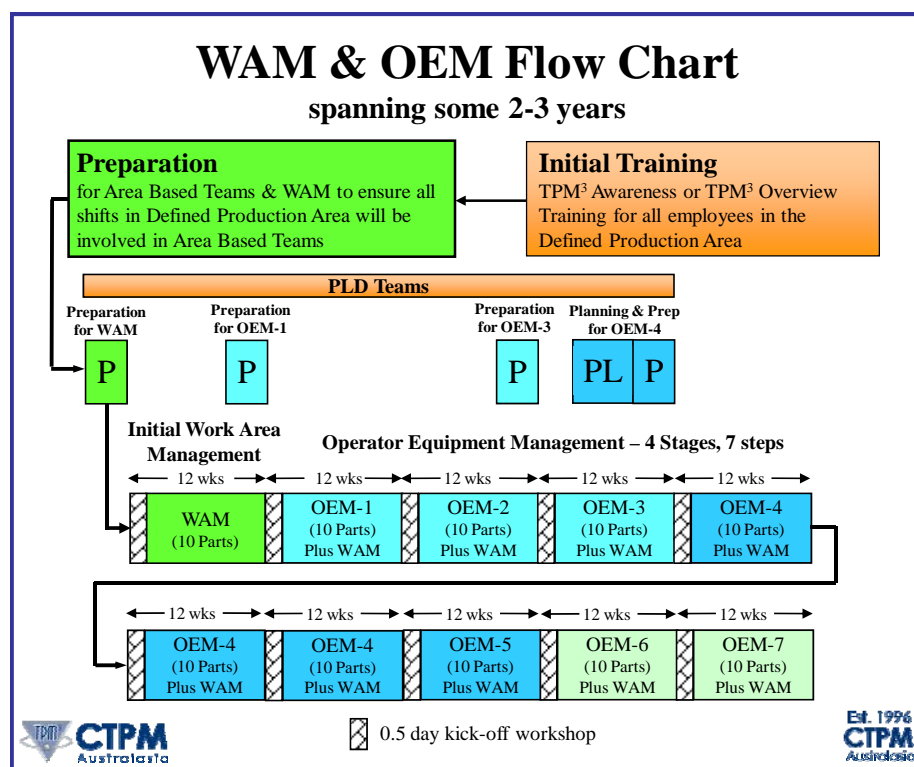 WAM & OEM Flow Chart
spanning some 2-3 years
Preparation
for Area Based Teams & WAM to ensure all
shifts in Defined Production Area will be
involved in Area Based Teams
Initial Training
TPM³ Awareness or TPM³ Overview
Training for all employees in the
Defined Production Area
PLD Teams
Preparation
for WAM
Preparation
for OEM-1
Preparation
for OEM-3
Planning & Prep
for OEM-4
P
P
P
PL
P
Initial Work Area
Management
Operator Equipment Management – 4 Stages, 7 steps
12 wks
12 wks
12 wks
12 wks
12 wks
WAM
(10 Parts)
OEM-1
(10 Parts)
Plus WAM
OEM-2
(10 Parts)
Plus WAM
OEM-3
(10 Parts)
Plus WAM
OEM-4
(10 Parts)
Plus WAM
12 wks
12 wks
12 wks
12 wks
12 wks
OEM-4
(10 Parts)
Plus WAM
OEM-4
(10 Parts)
Plus WAM
OEM-5
(10 Parts)
Plus WAM
OEM-6
(10 Parts)
Plus WAM
OEM-7
(10 Parts)
Plus WAM
0.5 day kick-off workshop
TPM
CTPM
Australasia
Est. 1996
CTPM
Australasia